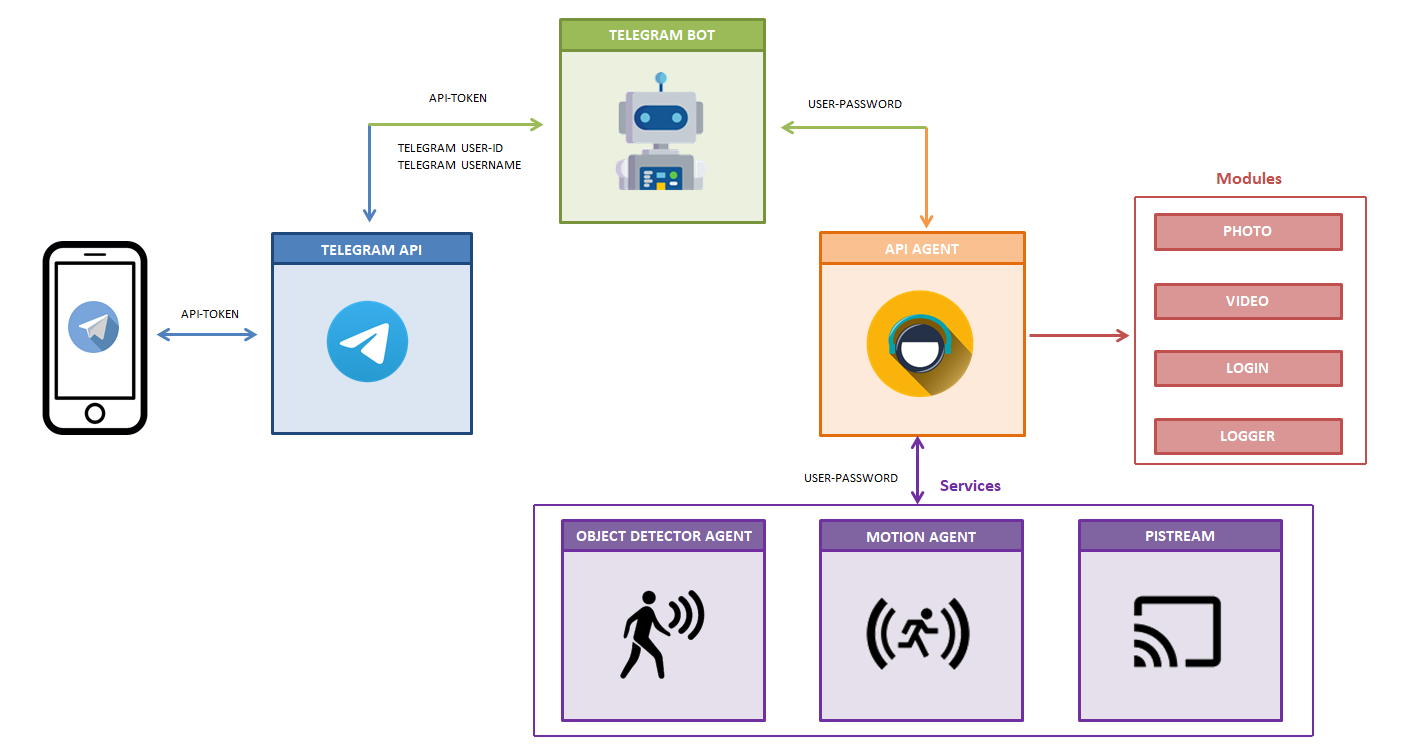 TELEGRAM BOT
API-TOKEN
USER-PASSWORD
TELEGRAM USER-ID
TELEGRAM USERNAME
Modules
PHOTO
TELEGRAM API
API AGENT
VIDEO
API-TOKEN
LOGIN
LOGGER
USER-PASSWORD
Services
OBJECT DETECTOR AGENT
MOTION AGENT
PISTREAM